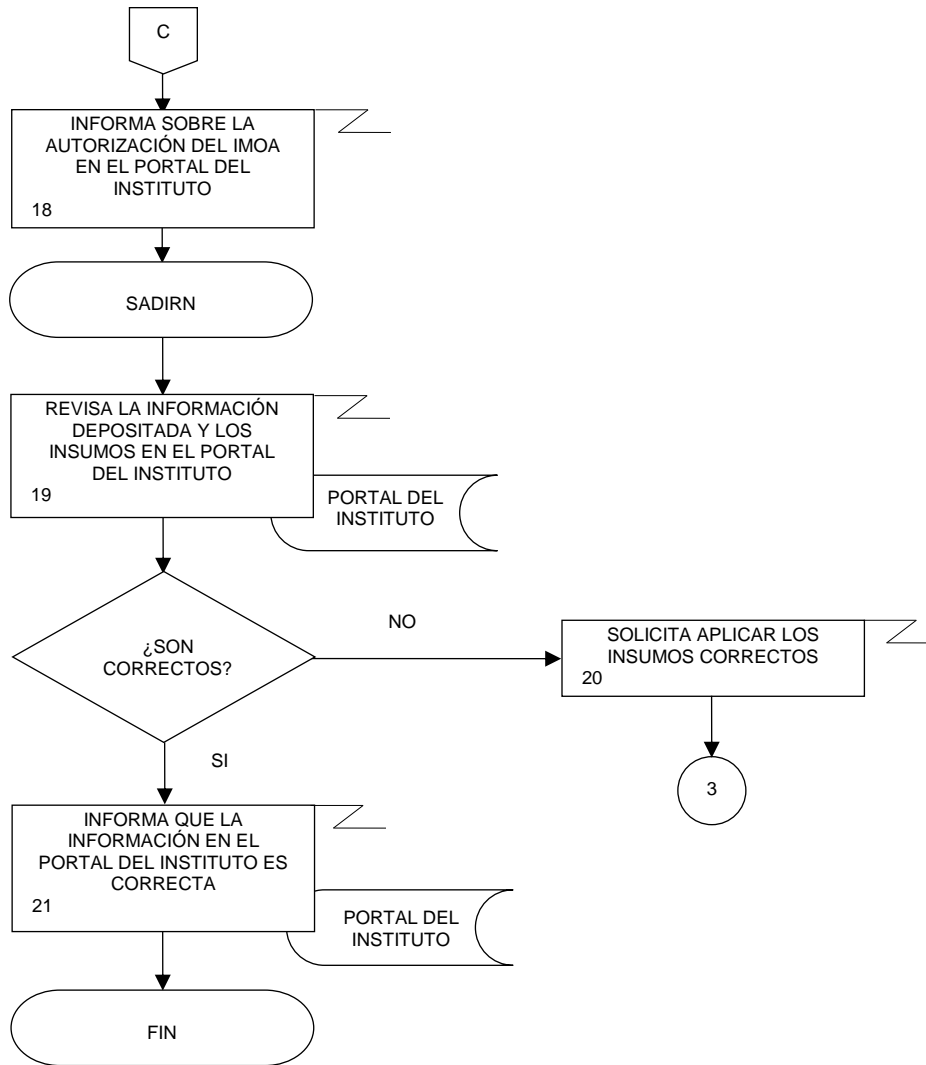 C
INFORMA SOBRE LA
AUTORIZACIÓN DEL IMOA
EN EL PORTAL DEL
INSTITUTO
18
SADIRN
REVISA LA INFORMACIÓN
DEPOSITADA Y LOS
INSUMOS EN EL PORTAL
DEL INSTITUTO
19
PORTAL DEL
INSTITUTO
¿SON
CORRECTOS?
NO
SOLICITA APLICAR LOS
INSUMOS CORRECTOS
20
3
SI
INFORMA QUE LA
INFORMACIÓN EN EL
PORTAL DEL INSTITUTO ES
CORRECTA
21
PORTAL DEL
INSTITUTO
FIN